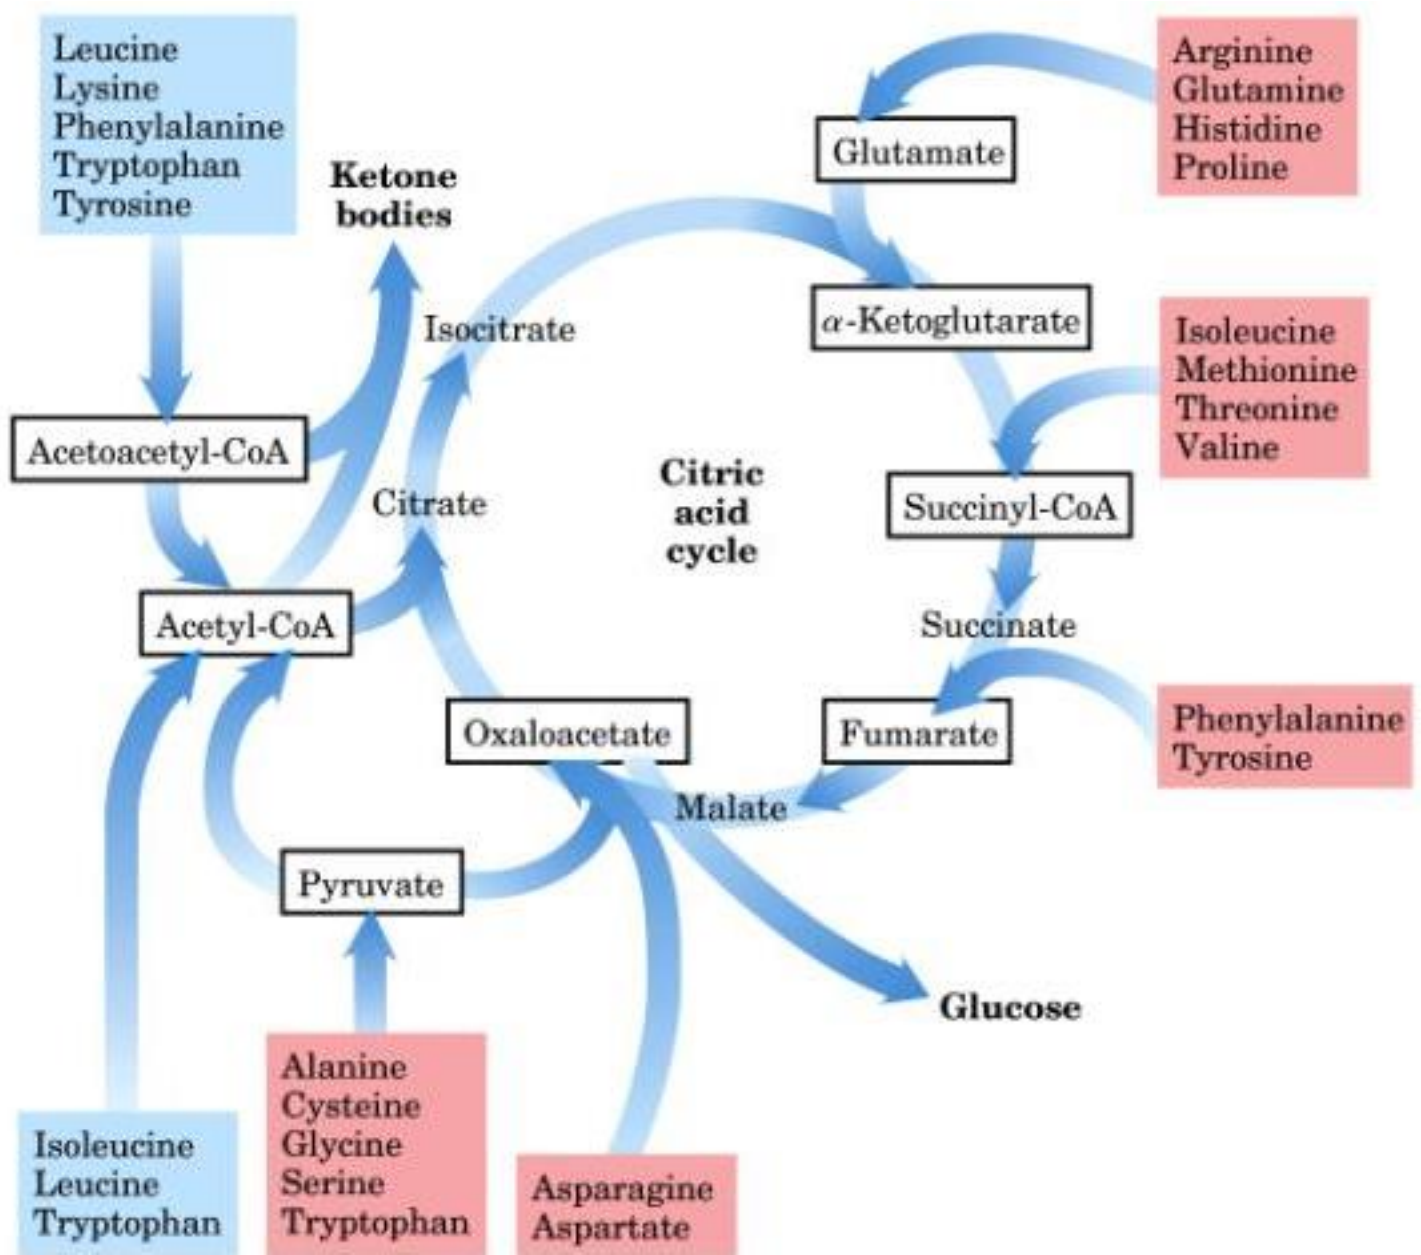 Leucine
Lysine
Phenylalanine
Tryptophan
Tyrosine
Ketone
bodies
Arginine
Glutamine
Histidine
Proline
Glutamate
Isocitrate
α-Ketoglutarate
Isoleucine
Methionine
Threonine
Valine
Acetoacetyl-CoA
Citrate
Citric
acid
cycle
Succinyl-CoA
Acetyl-CoA
Succinate
Oxaloacetate
Fumarate
Phenylalanine
Tyrosine
Malate
Pyruvate
Glucose
Alanine
Cysteine
Glycine
Serine
Tryptophan
Isoleucine
Leucine
Tryptophan
Asparagine
Aspartate